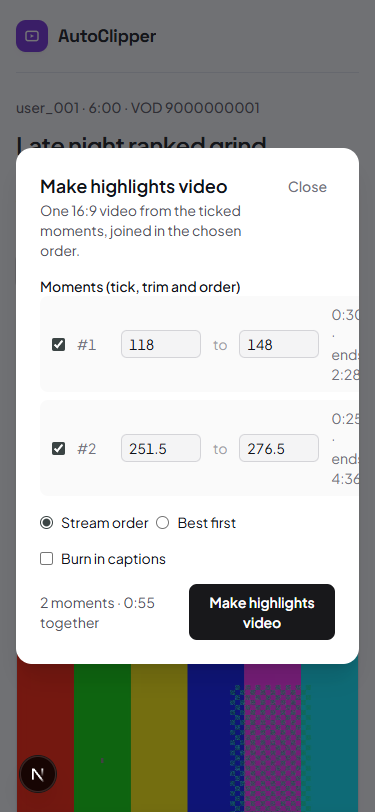 AutoClipper
user_001 · 6:00 · VOD 9000000001
Late night ranked grind
Make highlights video
Close
One 16:9 video from the ticked
moments, joined in the chosen
order.
Moments (tick, trim and order)
#1 118 to 148 0:30
·
ends
2:28
#2 251.5 to 276.5 0:25
·
ends
4:36
Stream order Best first
Burn in captions
2 moments · 0:55
together
Make highlights
video
N